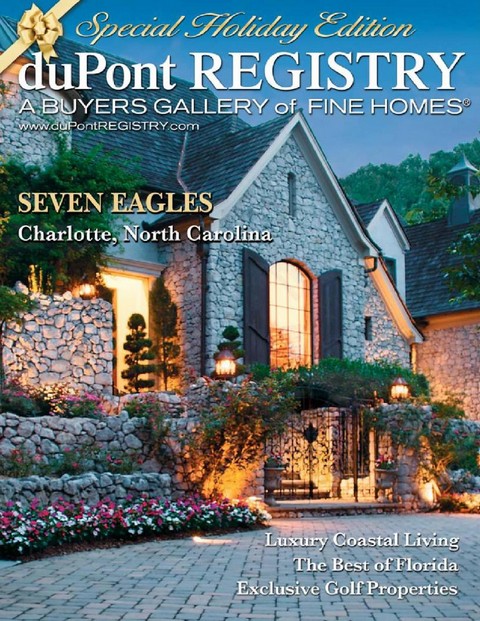 Special Holiday Edition
duPont REGISTRY
A BUYERS GALLERY of FINE HOMES®
www.duPontREGISTRY.com
SEVEN EAGLES
Charlotte, North Carolina
Luxury Coastal Living
The Best of Florida
Exclusive Golf Properties